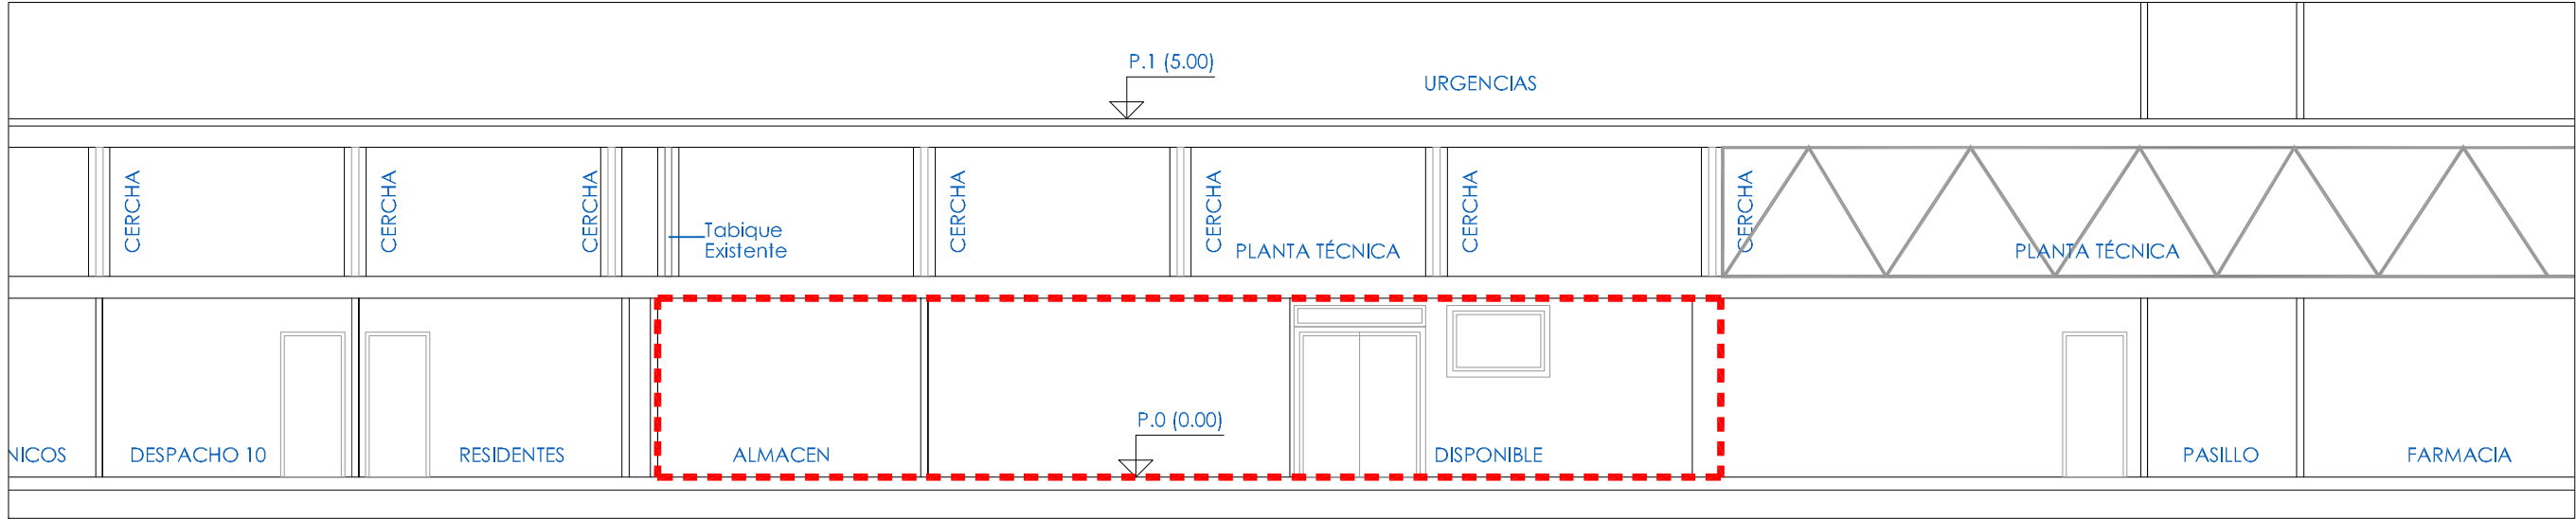 P.1 (5.00)
URGENCIAS
CERCHA
CERCHA
CERCHA
Tabique
Existente
CERCHA
CERCHA
PLANTA TÉCNICA
CERCHA
CERCHA
PLANTA TÉCNICA
NICOS
DESPACHO 10
RESIDENTES
ALMACEN
P.0 (0.00)
DISPONIBLE
PASILLO
FARMACIA